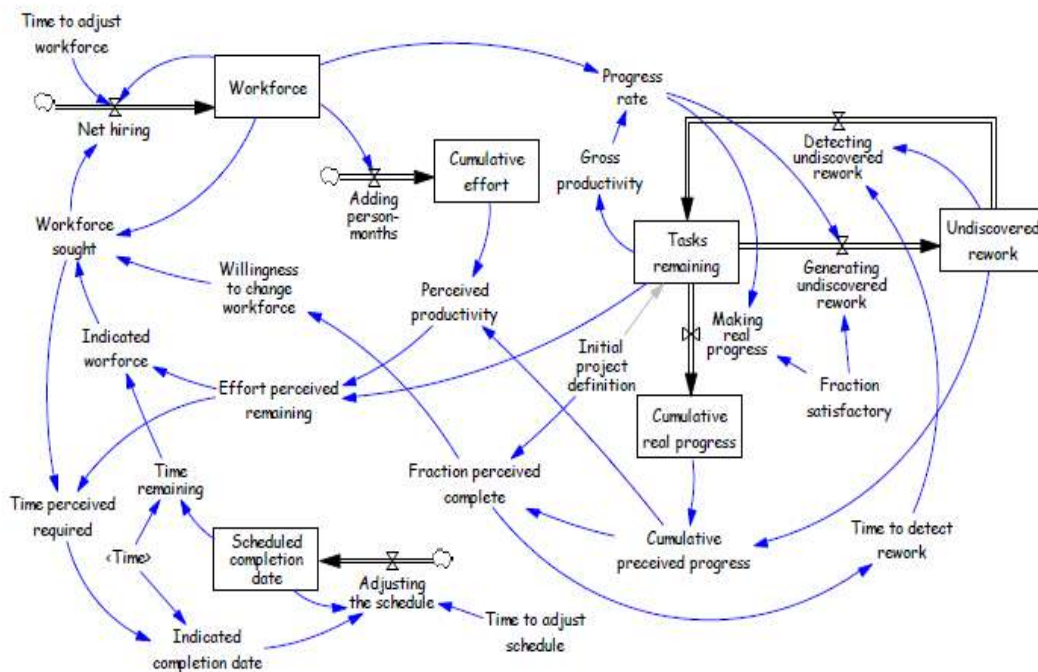 Time to adjust
workforce
Workforce
Net hiring
Progress
rate
Cumulative
effort
Adding
person-
months
Gross
productivity
Detecting
undiscovered
rework
Workforce
sought
Willingness
to change
workforce
Perceived
productivity
Tasks
remaining
Generating
undiscovered
rework
Undiscovered
rework
Making
real
progress
Indicated
worforce
Initial
project
definition
Effort perceived
remaining
Fraction
satisfactory
Cumulative
real progress
Time
remaining
Fraction perceived
complete
Time perceived
required
Cumulative
preceived progress
Time to detect
rework
<Time>
Scheduled
completion
date
Adjusting
the schedule
Time to adjust
schedule
Indicated
completion date